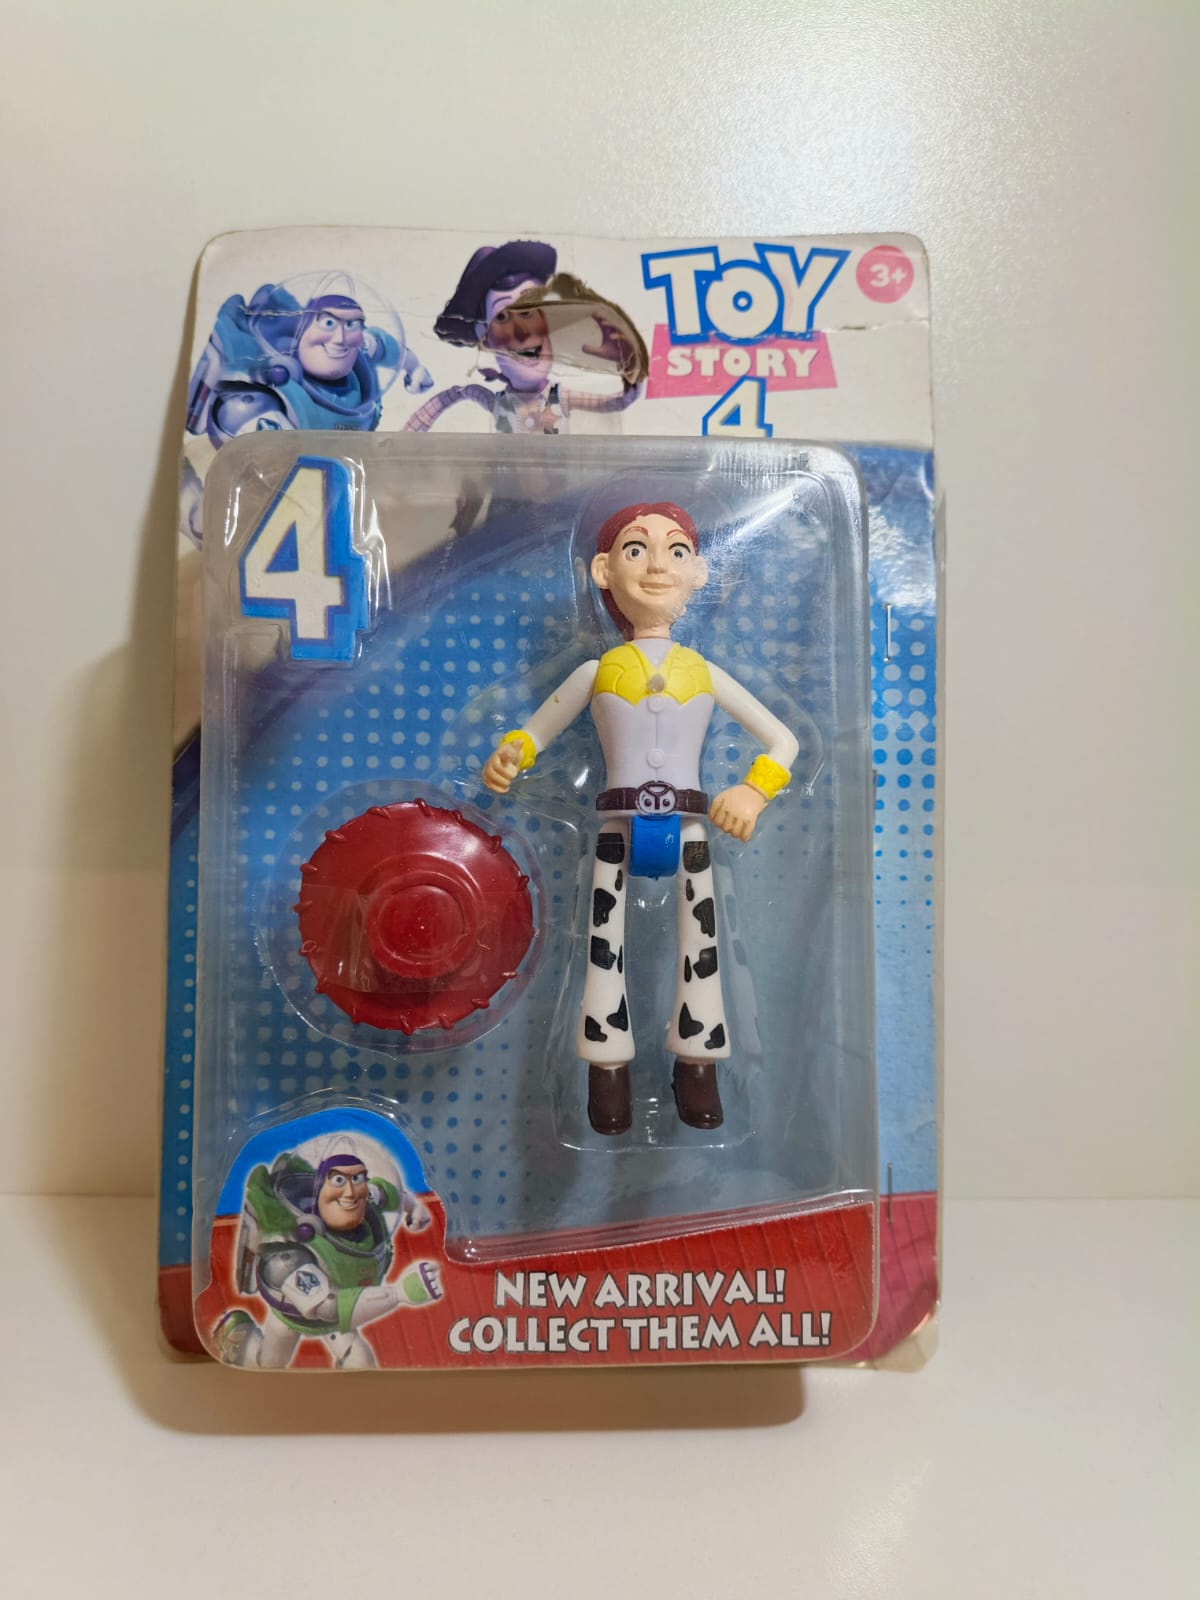 TOY
STORY
4
3+
4
NEW ARRIVAL!
COLLECT THEM ALL!